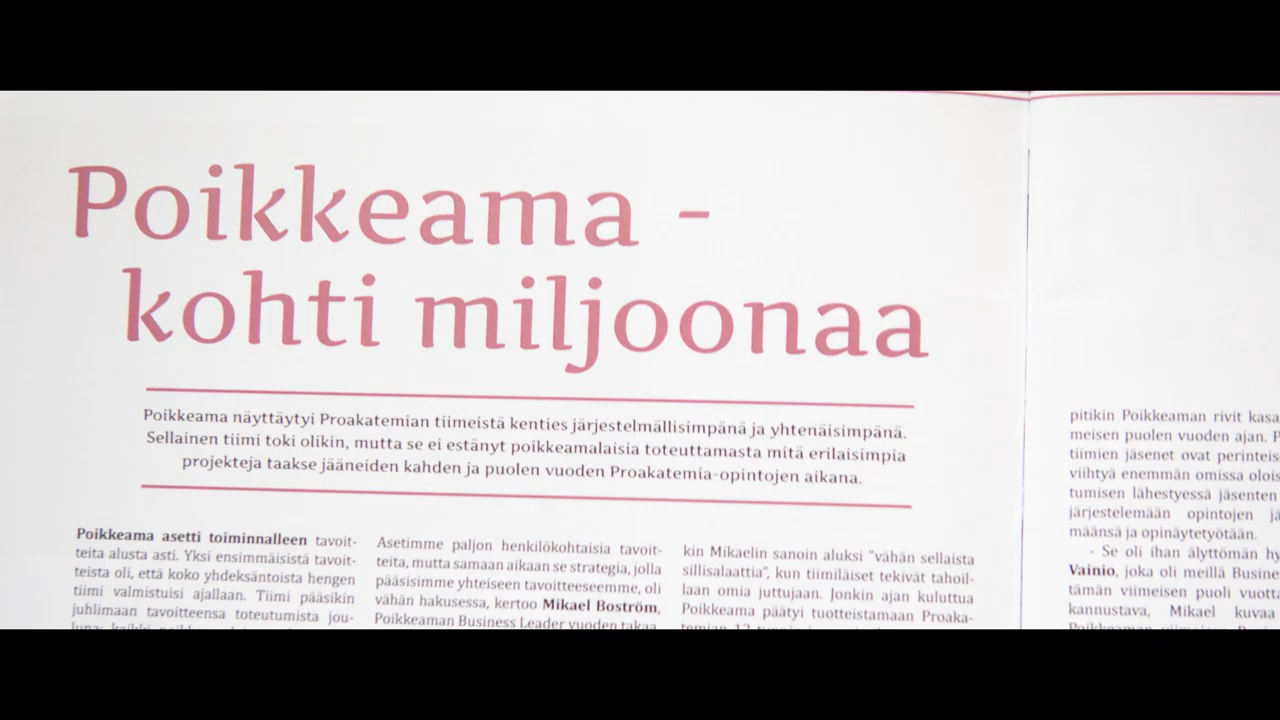 Poikkeama -
kohti miljoonaa
Poikkeama näyttäytyi Proakatemian tiimeistä kenties järjestelmällisimpänä ja yhtenäisimpänä.
Sellainen tiimi toki olikin, mutta se ei estänyt poikkeamalaisia toteuttamasta mitä erilaisimpia
projekteja taakse jääneiden kahden ja puolen vuoden Proakatemia-opintojen aikana.
Poikkeama asetti toiminnalleen tavoit-
teita alusta asti. Yksi ensimmäisistä tavoit-
teista oli, että koko yhdeksäntoista hengen
tiimi valmistuisi ajallaan. Tiimi pääsikin
juhlimaan tavoitteensa toteutumista jou-
Asetimme paljon henkilökohtaisia tavoit-
teita, mutta samaan aikaan se strategia, jolla
pääsisimme yhteiseen tavoitteeseemme, oli
vähän hakusessa, kertoo Mikael Boström,
Poikkeaman Business Leader vuoden takaa
kin Mikaelin sanoin aluksi "vähän sellaista
sillisalaattia", kun tiimiläiset tekivät tahoil-
laan omia juttujaan. Jonkin ajan kuluttua
Poikkeama päätyi tuotteistamaan Proaka-
pitikin Poikkeaman rivit kasa
meisen puolen vuoden ajan. P
tiimien jäsenet ovat perinteis
viihtyä enemmän omissa olois
tumisen lähestyessä jäsenten
järjestelemään opintojen jä
määnsä ja opinäytetyötään.
- Se oli ihan älyttömän hy
Vainio, joka oli meillä Busine
tämän viimeisen puoli vuotta
kannustava, Mikael kuvaa